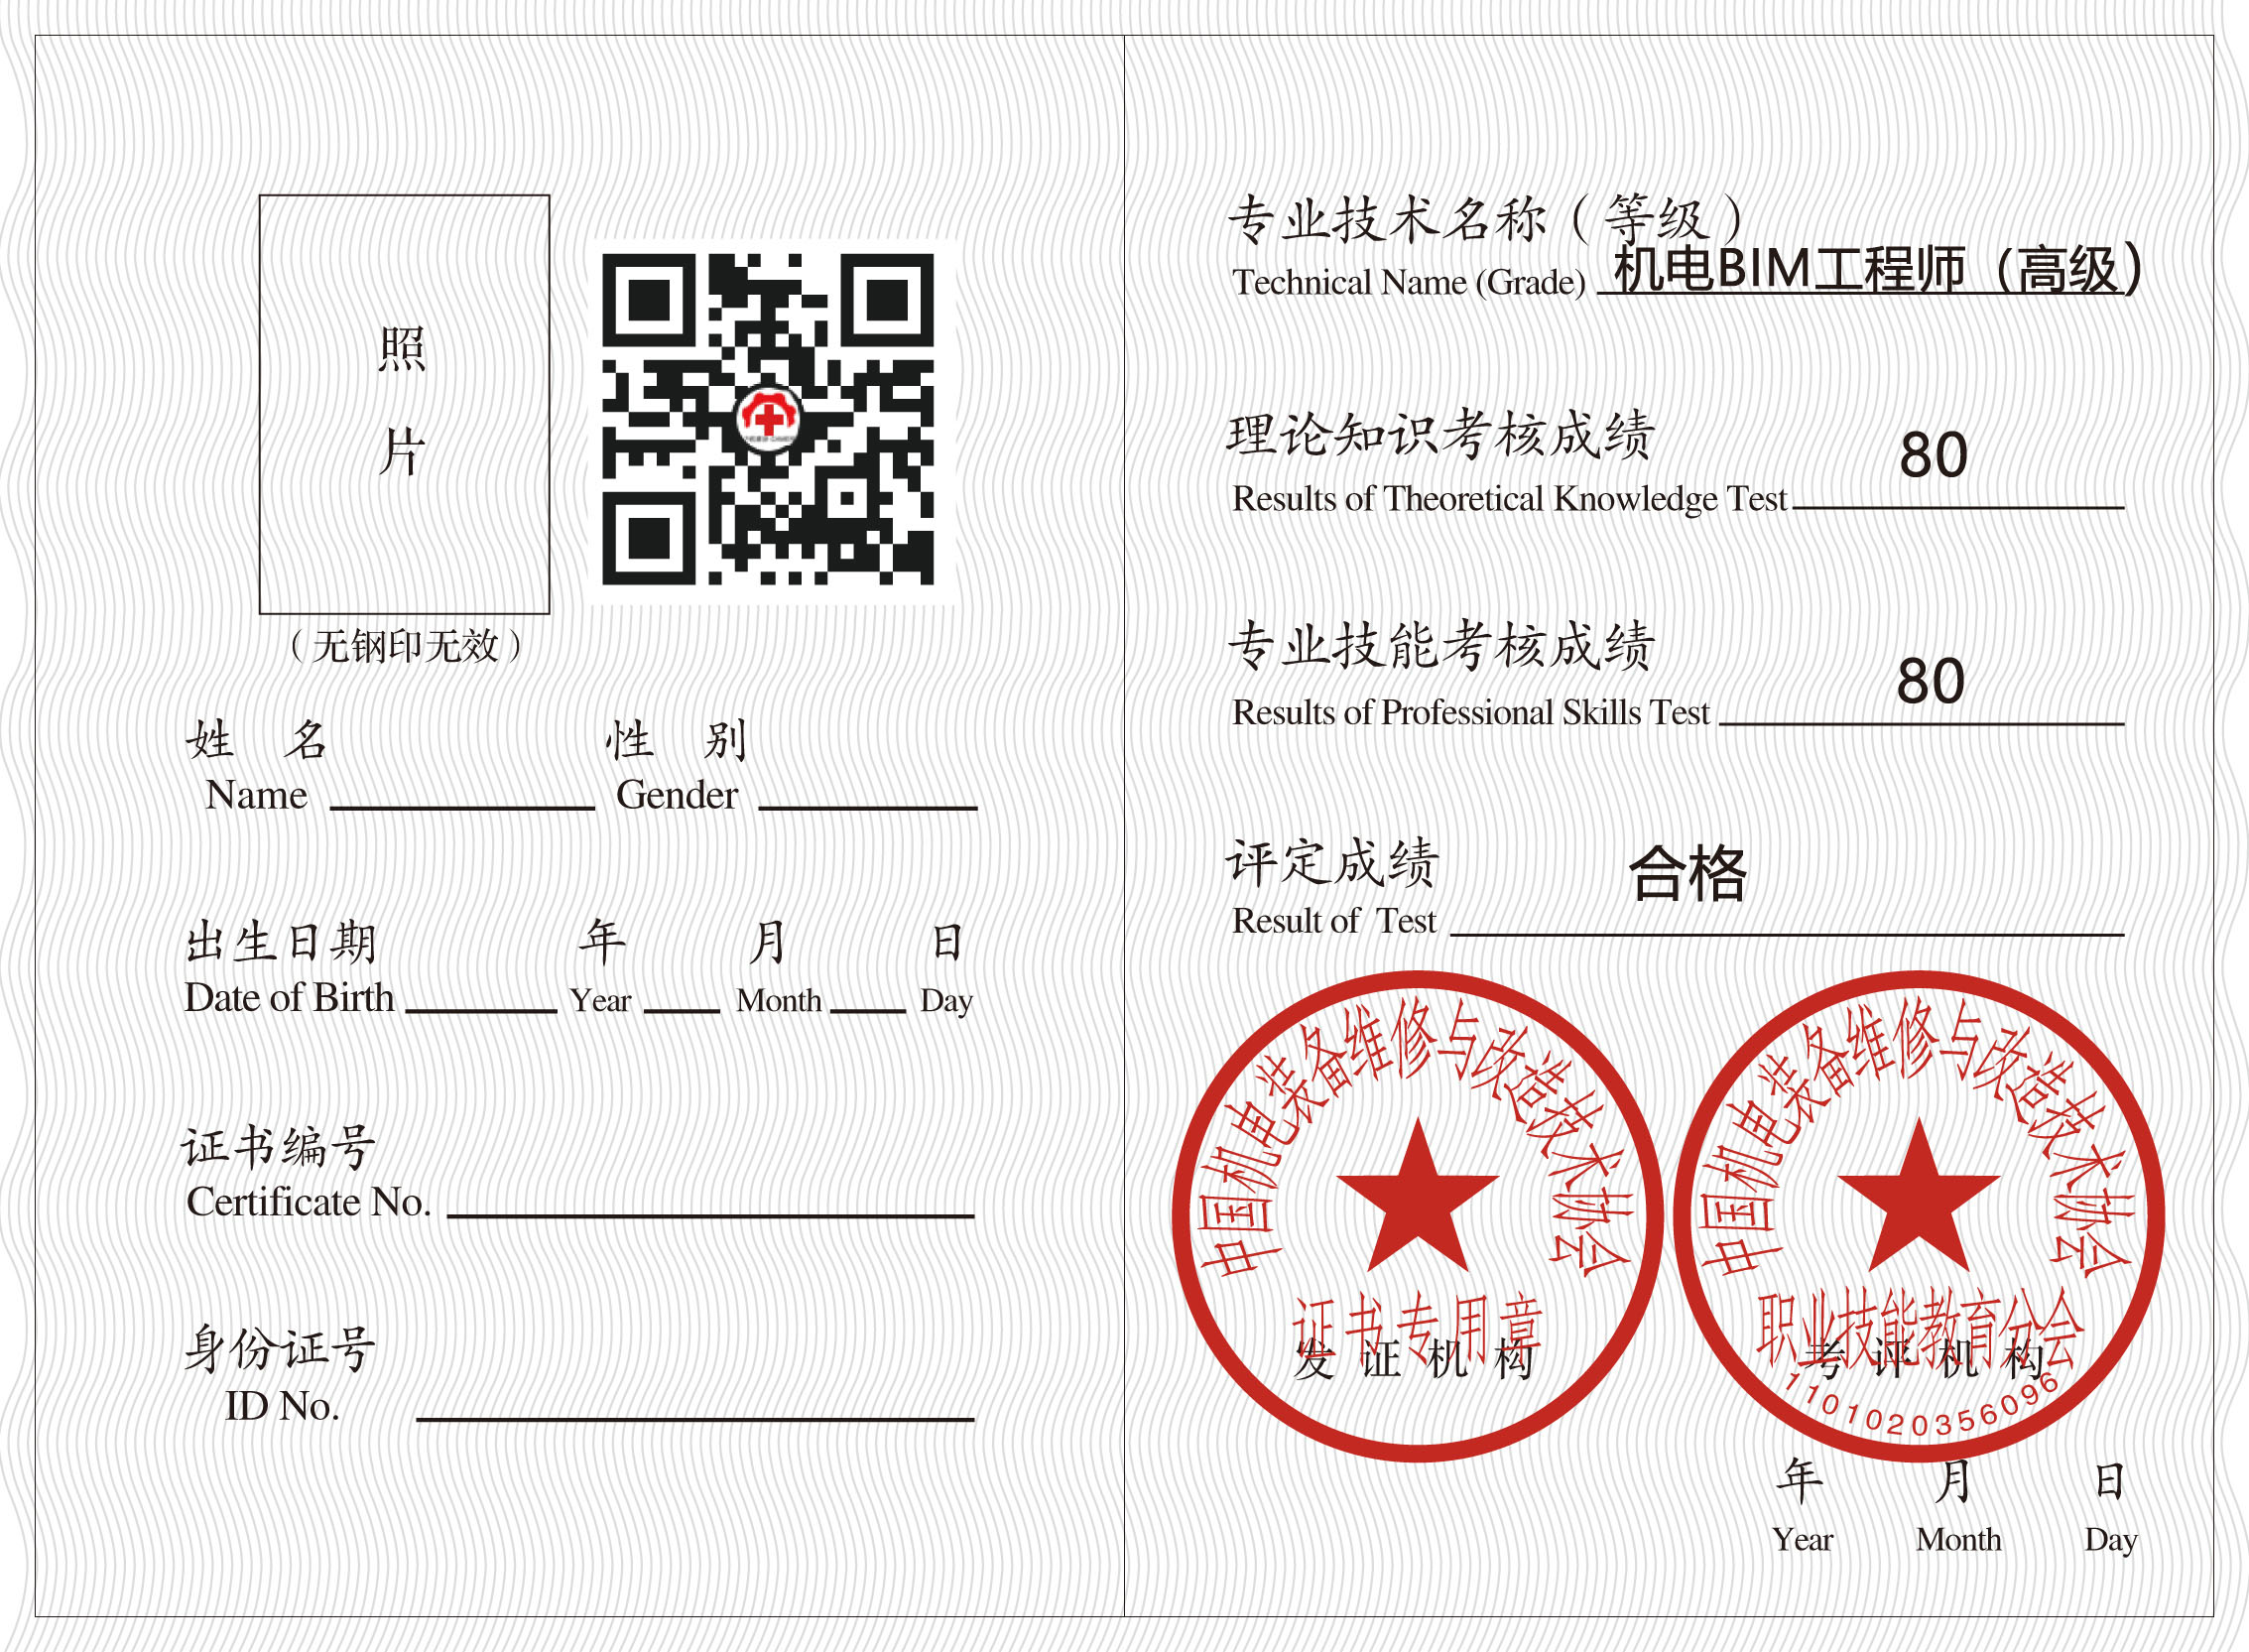 照
片
（无钢印无效）
姓 名
Name
性 别
Gender
出生日期 年 月 日
Date of Birth Year Month Day
证书编号
Certificate No.
身份证号
ID No.
专业技术名称（等级）
Technical Name (Grade) 机电BIM工程师（高级）
理论知识考核成绩
Results of Theoretical Knowledge Test 80
专业技能考核成绩
Results of Professional Skills Test 80
评定成绩 合格
Result of Test
中国机电装备维修与改造技术协会
证书专用章
发证机构
中国机电装备维修与改造技术协会
职业技能教育分会
考评机构
1101020356096
年 月 日
Year Month Day